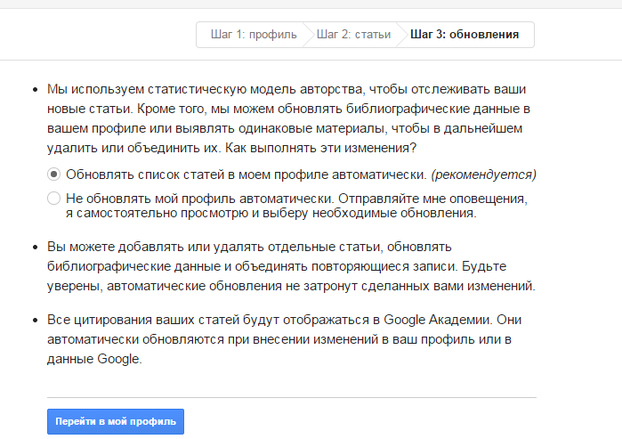 Шаг 1: профиль Шаг 2: статьи Шаг 3: обновления
Мы используем статистическую модель авторства, чтобы отслеживать ваши
новые статьи. Кроме того, мы можем обновлять библиографические данные в
вашем профиле или выявлять одинаковые материалы, чтобы в дальнейшем
удалить или объединить их. Как выполнять эти изменения?
Обновлять список статей в моем профиле автоматически. (рекомендуется)
Не обновлять мой профиль автоматически. Отправляйте мне оповещения,
я самостоятельно просмотрю и выберу необходимые обновления.
Вы можете добавлять или удалять отдельные статьи, обновлять
библиографические данные и объединять повторяющиеся записи. Будьте
уверены, автоматические обновления не затронут сделанных вами изменений.
Все цитирования ваших статей будут отображаться в Google Академии. Они
автоматически обновляются при внесении изменений в ваш профиль или в
данные Google.
Перейти в мой профиль